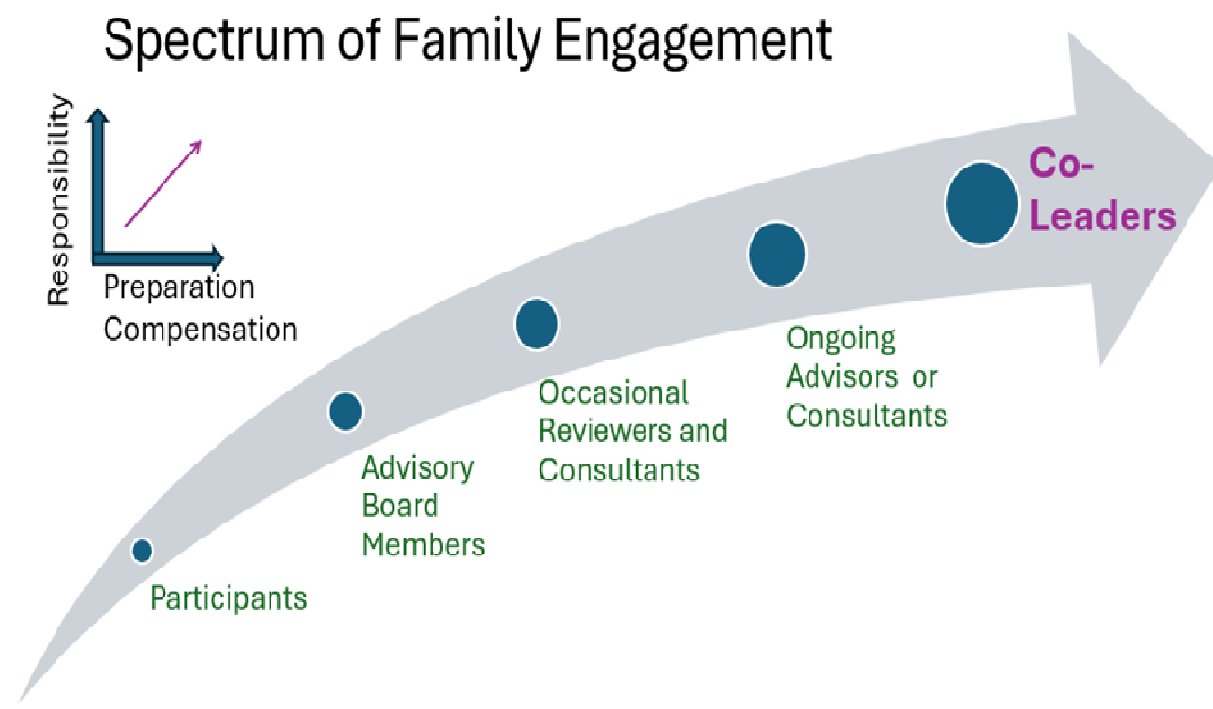 Spectrum of Family Engagement
Responsibility
Preparation
Compensation
Participants
Advisory
Board
Members
Occasional
Reviewers and
Consultants
Ongoing
Advisors or
Consultants
Co-
Leaders